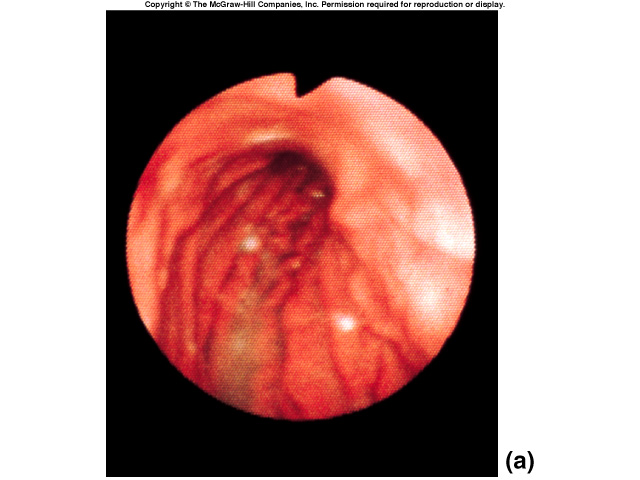 Copyright © The McGraw-Hill Companies, Inc. Permission required for reproduction or display.
(a)